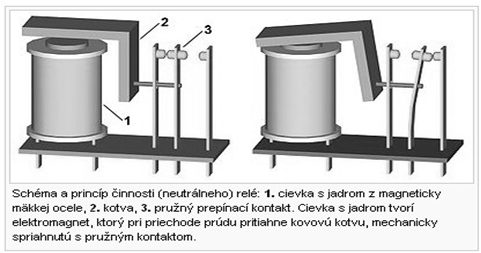 2
3
1
Schéma a princíp činnosti (neutrálneho) relé: 1. cievka s jadrom z magneticky
mäkkej ocele, 2. kotva, 3. pružný prepínací kontakt. Cievka s jadrom tvorí
elektromagnet, ktorý pri priechode prúdu pritiahne kovovú kotvu, mechanicky
spriahnutú s pružným kontaktom.